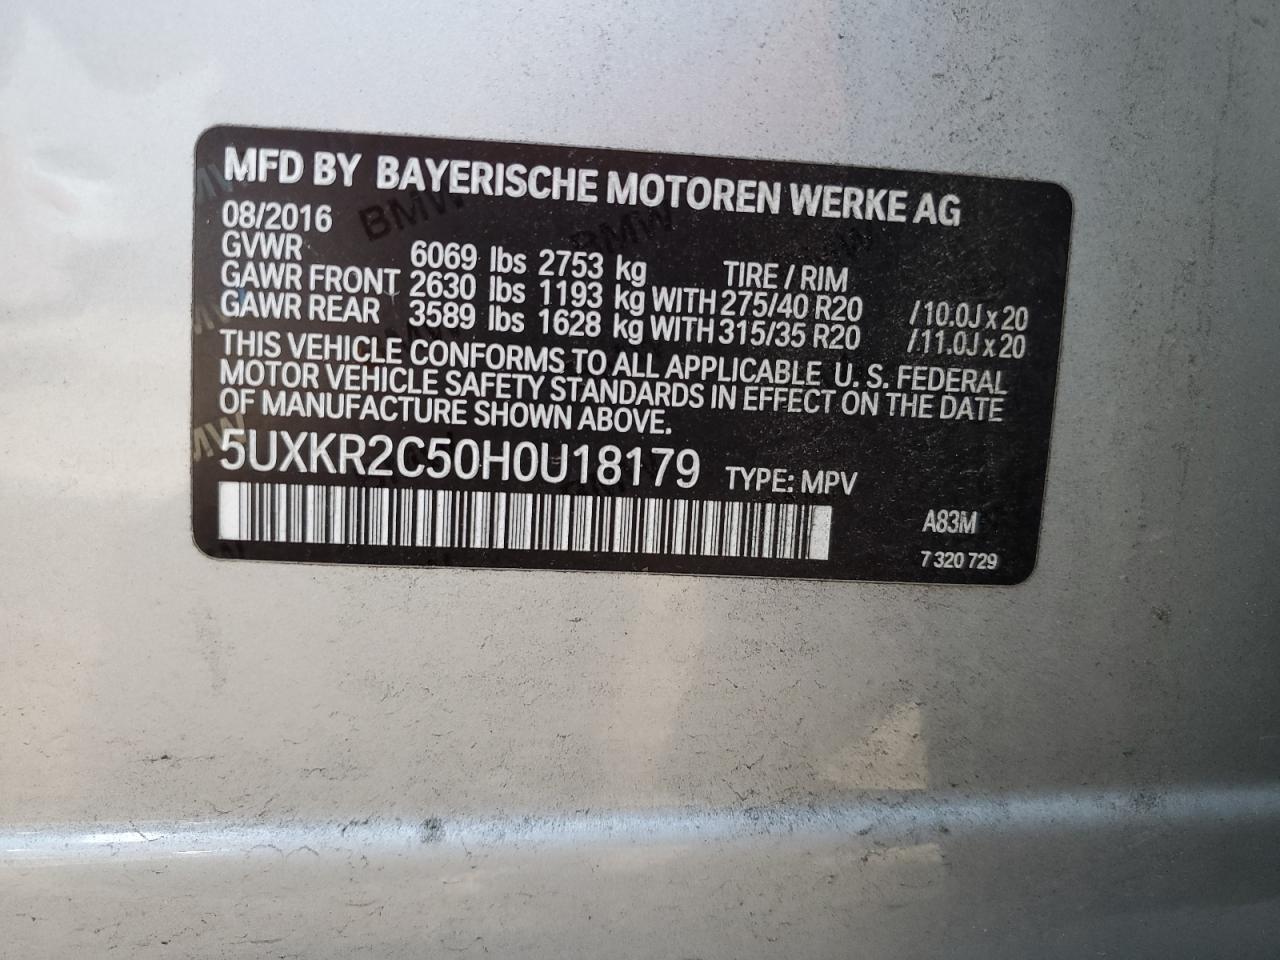 MFD BY BAYERISCHE MOTOREN WERKE AG
08/2016
GVWR 6069 lbs 2753 kg TIRE / RIM
GAWR FRONT 2630 lbs 1193 kg WITH 275/40 R20 /10.0J x 20
GAWR REAR 3589 lbs 1628 kg WITH 315/35 R20 /11.0J x 20
THIS VEHICLE CONFORMS TO ALL APPLICABLE U. S. FEDERAL
MOTOR VEHICLE SAFETY STANDARDS IN EFFECT ON THE DATE
OF MANUFACTURE SHOWN ABOVE.
5UXKR2C50H0U18179 TYPE: MPV
A83M
7 320 729